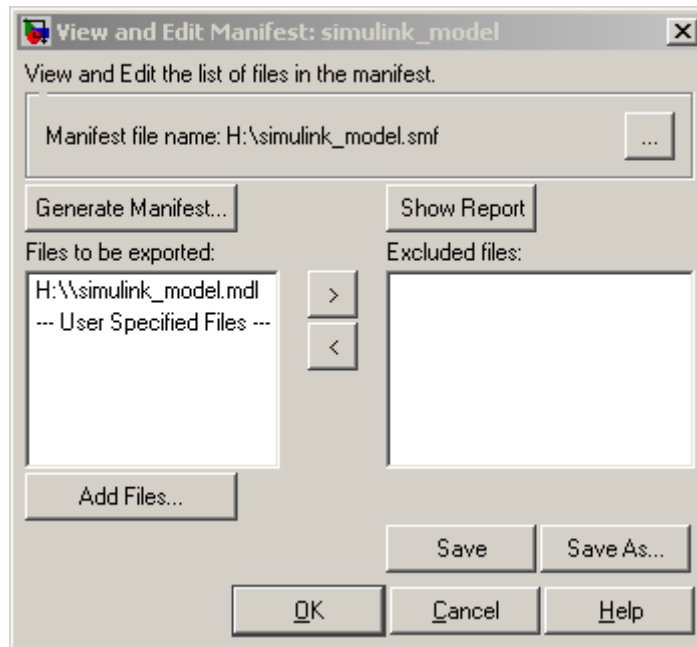 View and Edit Manifest: simulink_model
View and Edit the list of files in the manifest.
Manifest file name: H:\simulink_model.smf
...
Generate Manifest...
Show Report
Files to be exported:
Excluded files:
H:\\simulink_model.mdl
--- User Specified Files ---
>
<
Add Files...
Save
Save As...
OK
Cancel
Help